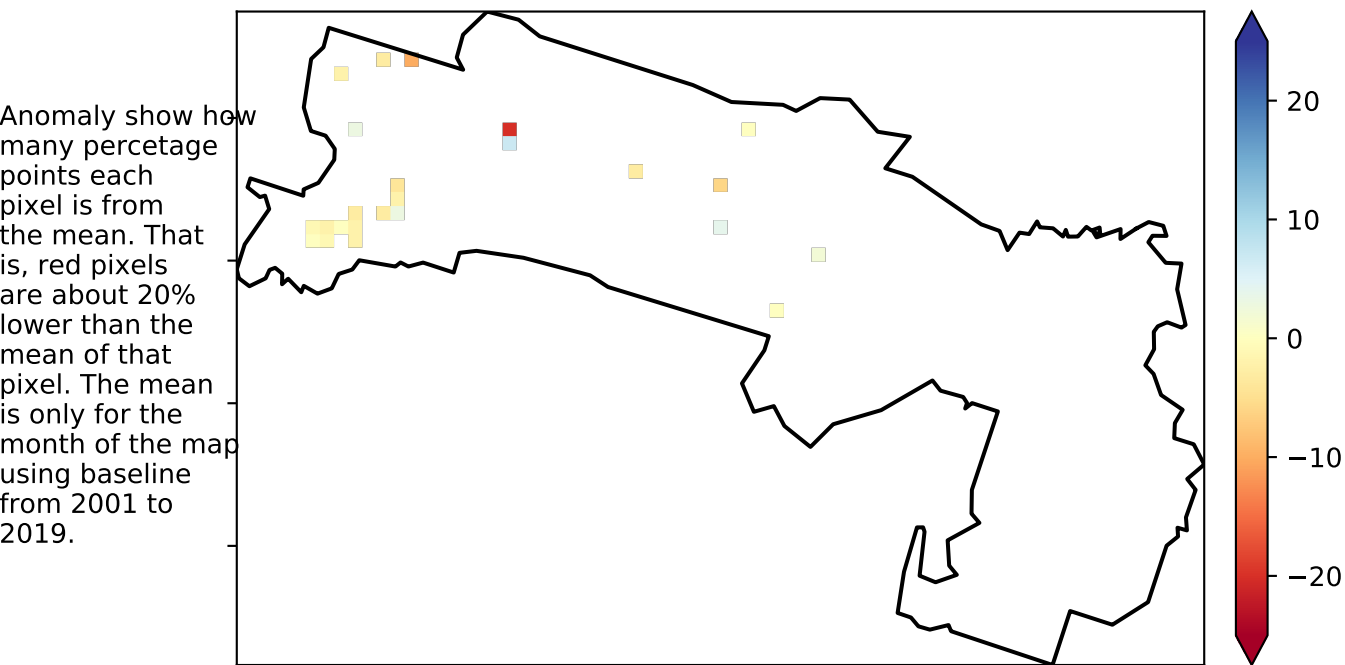 Anomaly show how
many percetage
points each
pixel is from
the mean. That
is, red pixels
are about 20%
lower than the
mean of that
pixel. The mean
is only for the
month of the map
using baseline
from 2001 to
2019.
20
10
0
−10
−20